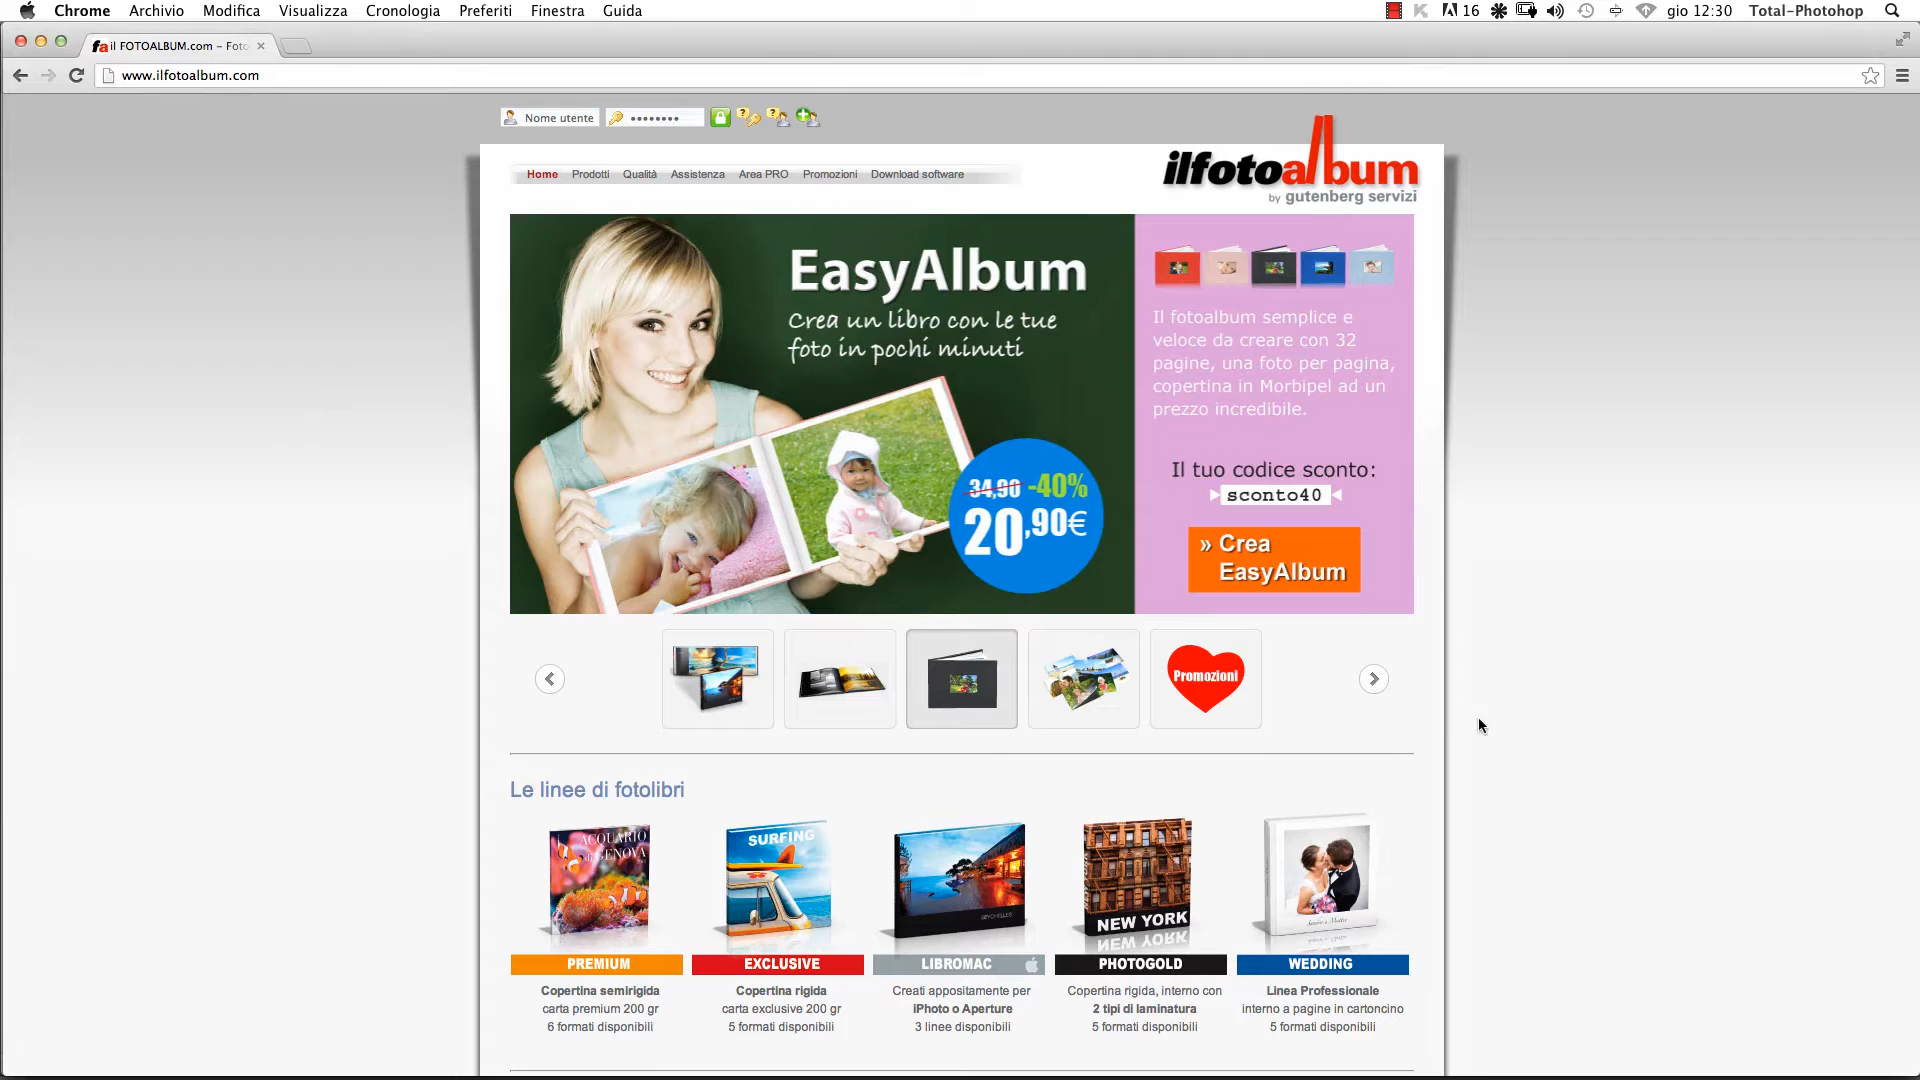 Chrome Archivio Modifica Visualizza Cronologia Preferiti Finestra Guida 16 gio 12:30 Total-Photohop
fa il FOTOALBUM.com – Foto
www.ilfotoalbum.com
Nome utente ••••••••
Home Prodotti Qualità Assistenza Area PRO Promozioni Download software
ilfotoalbum
by gutenberg servizi
EasyAlbum
Crea un libro con le tue
foto in pochi minuti
34,90 -40%
20,90€
Il fotoalbum semplice e
veloce da creare con 32
pagine, una foto per pagina,
copertina in Morbipel ad un
prezzo incredibile.
Il tuo codice sconto:
sconto40
» Crea
EasyAlbum
Promozioni
Le linee di fotolibri
ACQUARIO
GENOVA
SURFING
SEYCHELLES
NEW YORK
PREMIUM EXCLUSIVE LIBROMAC PHOTOGOLD WEDDING
Copertina semirigida Copertina rigida Creati appositamente per Copertina rigida, interno con Linea Professionale
carta premium 200 gr carta exclusive 200 gr iPhoto o Aperture 2 tipi di laminatura interno a pagine in cartoncino
6 formati disponibili 5 formati disponibili 3 linee disponibili 5 formati disponibili 5 formati disponibili